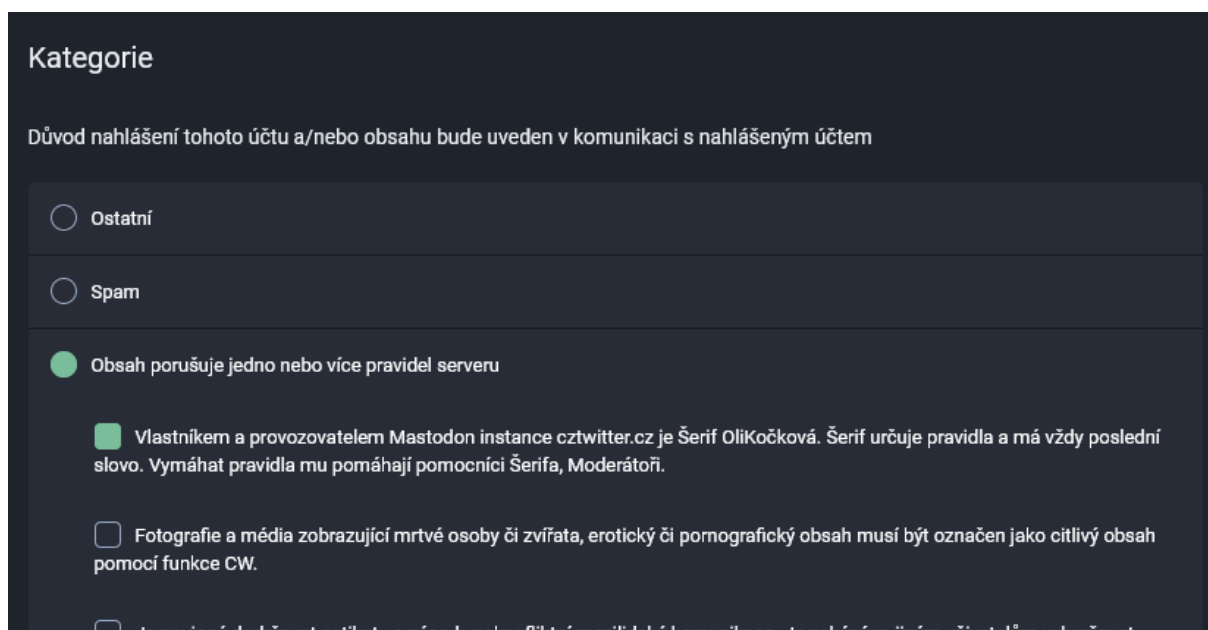 Kategorie
Důvod nahlášení tohoto účtu a/nebo obsahu bude uveden v komunikaci s nahlášeným účtem
Ostatní
Spam
Obsah porušuje jedno nebo více pravidel serveru
Vlastníkem a provozovatelem Mastodon instance cztwitter.cz je Šerif OliKočková. Šerif určuje pravidla a má vždy poslední
slovo. Vymáhat pravidla mu pomáhají pomocníci Šerifa, Moderátoři.
Fotografie a média zobrazující mrtvé osoby či zvířata, erotický či pornografický obsah musí být označen jako citlivý obsah
pomocí funkce CW.